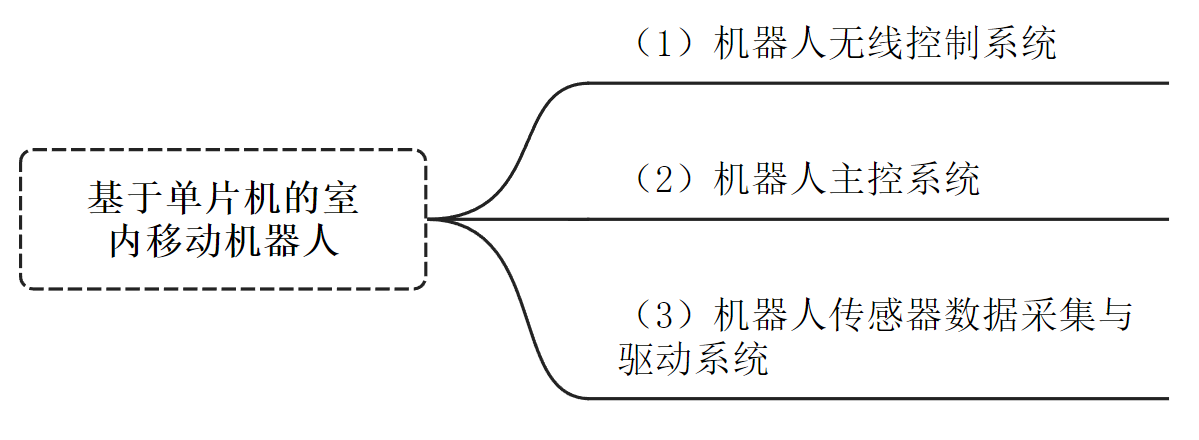 基于单片机的室
内移动机器人
（1）机器人无线控制系统
（2）机器人主控系统
（3）机器人传感器数据采集与
驱动系统